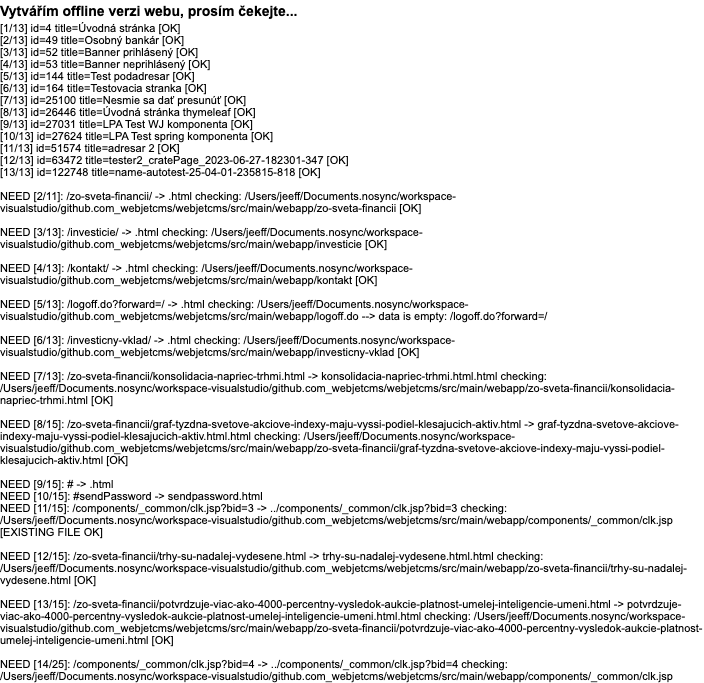 Vytvářím offline verzi webu, prosím čekejte...
[1/13] id=4 title=Úvodná stránka [OK]
[2/13] id=49 title=Osobný bankár [OK]
[3/13] id=52 title=Banner prihlásený [OK]
[4/13] id=53 title=Banner neprihlásený [OK]
[5/13] id=144 title=Test podadresar [OK]
[6/13] id=164 title=Testovacia stranka [OK]
[7/13] id=25100 title=Nesmie sa dať presunúť [OK]
[8/13] id=26446 title=Úvodná stránka thymeleaf [OK]
[9/13] id=27031 title=LPA Test WJ komponenta [OK]
[10/13] id=27624 title=LPA Test spring komponenta [OK]
[11/13] id=51574 title=adresar 2 [OK]
[12/13] id=63472 title=tester2_cratePage_2023-06-27-182301-347 [OK]
[13/13] id=122748 title=name-autotest-25-04-01-235815-818 [OK]
NEED [2/11]: /zo-sveta-financii/ -> .html checking: /Users/jeeff/Documents.nosync/workspace-
visualstudio/github.com_webjetcms/webjetcms/src/main/webapp/zo-sveta-financii [OK]
NEED [3/13]: /investicie/ -> .html checking: /Users/jeeff/Documents.nosync/workspace-
visualstudio/github.com_webjetcms/webjetcms/src/main/webapp/investicie [OK]
NEED [4/13]: /kontakt/ -> .html checking: /Users/jeeff/Documents.nosync/workspace-
visualstudio/github.com_webjetcms/webjetcms/src/main/webapp/kontakt [OK]
NEED [5/13]: /logoff.do?forward=/ -> .html checking: /Users/jeeff/Documents.nosync/workspace-
visualstudio/github.com_webjetcms/webjetcms/src/main/webapp/logoff.do --> data is empty: /logoff.do?forward=/
NEED [6/13]: /investicny-vklad/ -> .html checking: /Users/jeeff/Documents.nosync/workspace-
visualstudio/github.com_webjetcms/webjetcms/src/main/webapp/investicny-vklad [OK]
NEED [7/13]: /zo-sveta-financii/konsolidacia-napriec-trhmi.html -> konsolidacia-napriec-trhmi.html.html checking:
/Users/jeeff/Documents.nosync/workspace-visualstudio/github.com_webjetcms/webjetcms/src/main/webapp/zo-sveta-financii/konsolidacia-
napriec-trhmi.html [OK]
NEED [8/15]: /zo-sveta-financii/graf-tyzdna-svetove-akciove-indexy-maju-vyssi-podiel-klesajucich-aktiv.html -> graf-tyzdna-svetove-akciove-
indexy-maju-vyssi-podiel-klesajucich-aktiv.html.html checking: /Users/jeeff/Documents.nosync/workspace-
visualstudio/github.com_webjetcms/webjetcms/src/main/webapp/zo-sveta-financii/graf-tyzdna-svetove-akciove-indexy-maju-vyssi-podiel-
klesajucich-aktiv.html [OK]
NEED [9/15]: # -> .html
NEED [10/15]: #sendPassword -> sendpassword.html
NEED [11/15]: /components/_common/clk.jsp?bid=3 -> ../components/_common/clk.jsp?bid=3 checking:
/Users/jeeff/Documents.nosync/workspace-visualstudio/github.com_webjetcms/webjetcms/src/main/webapp/components/_common/clk.jsp
[EXISTING FILE OK]
NEED [12/15]: /zo-sveta-financii/trhy-su-nadalej-vydesene.html -> trhy-su-nadalej-vydesene.html.html checking:
/Users/jeeff/Documents.nosync/workspace-visualstudio/github.com_webjetcms/webjetcms/src/main/webapp/zo-sveta-financii/trhy-su-nadalej-
vydesene.html [OK]
NEED [13/15]: /zo-sveta-financii/potvrdzuje-viac-ako-4000-percentny-vysledok-aukcie-platnost-umelej-inteligencie-umeni.html -> potvrdzuje-
viac-ako-4000-percentny-vysledok-aukcie-platnost-umelej-inteligencie-umeni.html.html checking: /Users/jeeff/Documents.nosync/workspace-
visualstudio/github.com_webjetcms/webjetcms/src/main/webapp/zo-sveta-financii/potvrdzuje-viac-ako-4000-percentny-vysledok-aukcie-platnost-
umelej-inteligencie-umeni.html [OK]
NEED [14/25]: /components/_common/clk.jsp?bid=4 -> ../components/_common/clk.jsp?bid=4 checking:
/Users/jeeff/Documents.nosync/workspace-visualstudio/github.com_webjetcms/webjetcms/src/main/webapp/components/_common/clk.jsp